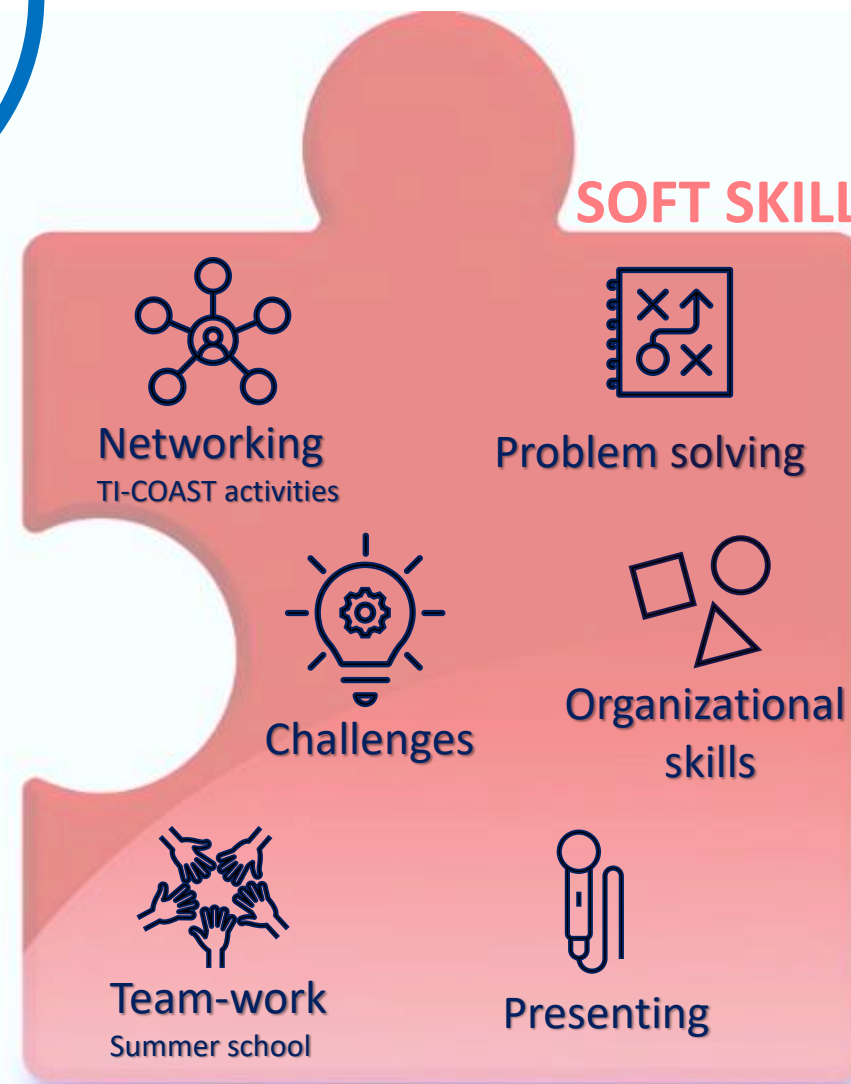 SOFT SKILL
Networking
TI-COAST activities
Problem solving
Challenges
Organizational
skills
Team-work
Summer school
Presenting